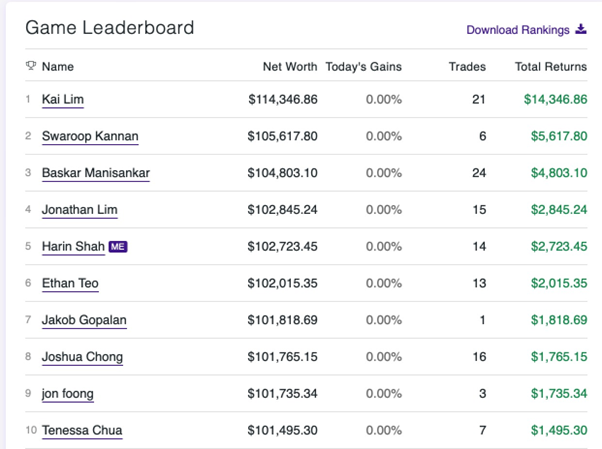 Game Leaderboard Download Rankings
Name Net Worth Today's Gains Trades Total Returns
1 Kai Lim $114,346.86 0.00% 21 $14,346.86
2 Swaroop Kannan $105,617.80 0.00% 6 $5,617.80
3 Baskar Manisankar $104,803.10 0.00% 24 $4,803.10
4 Jonathan Lim $102,845.24 0.00% 15 $2,845.24
5 Harin Shah ME $102,723.45 0.00% 14 $2,723.45
6 Ethan Teo $102,015.35 0.00% 13 $2,015.35
7 Jakob Gopalan $101,818.69 0.00% 1 $1,818.69
8 Joshua Chong $101,765.15 0.00% 16 $1,765.15
9 jon foong $101,735.34 0.00% 3 $1,735.34
10 Tenessa Chua $101,495.30 0.00% 7 $1,495.30